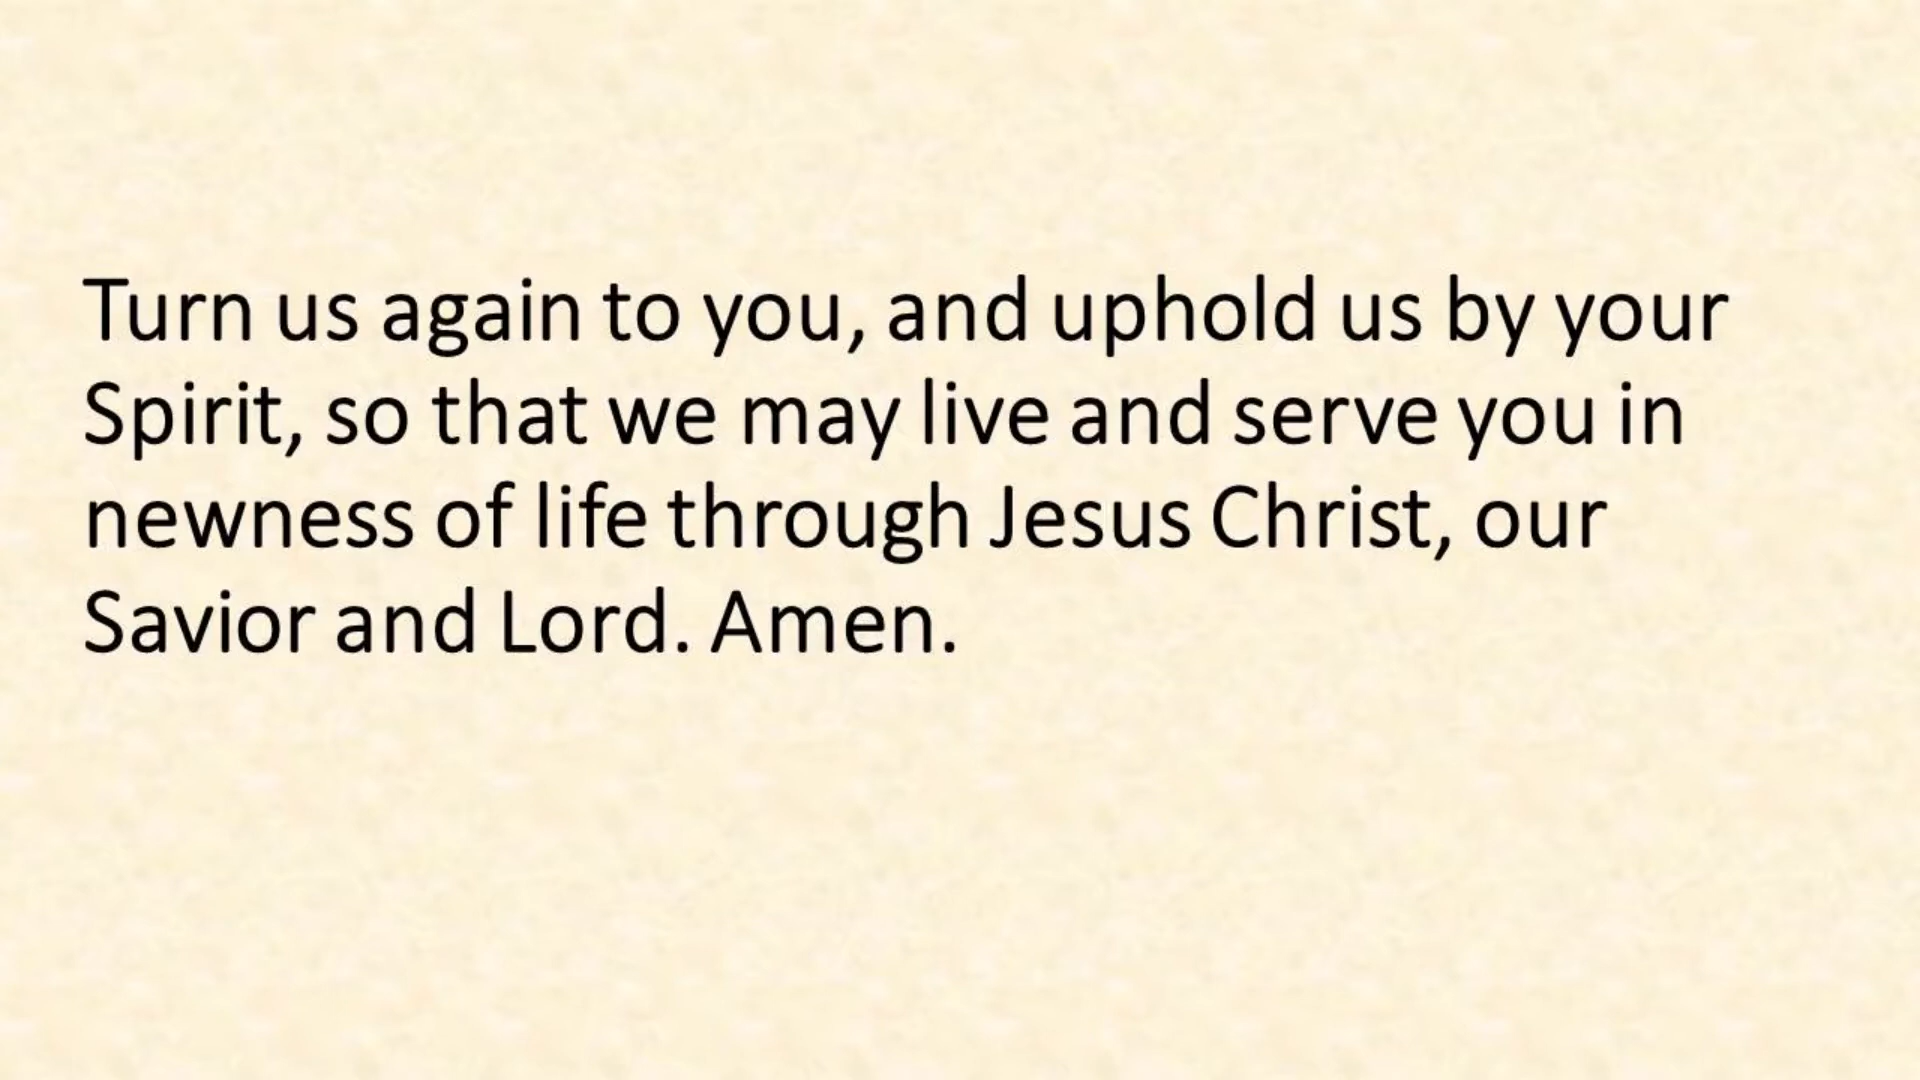 Turn us again to you, and uphold us by your
Spirit, so that we may live and serve you in
newness of life through Jesus Christ, our
Savior and Lord. Amen.